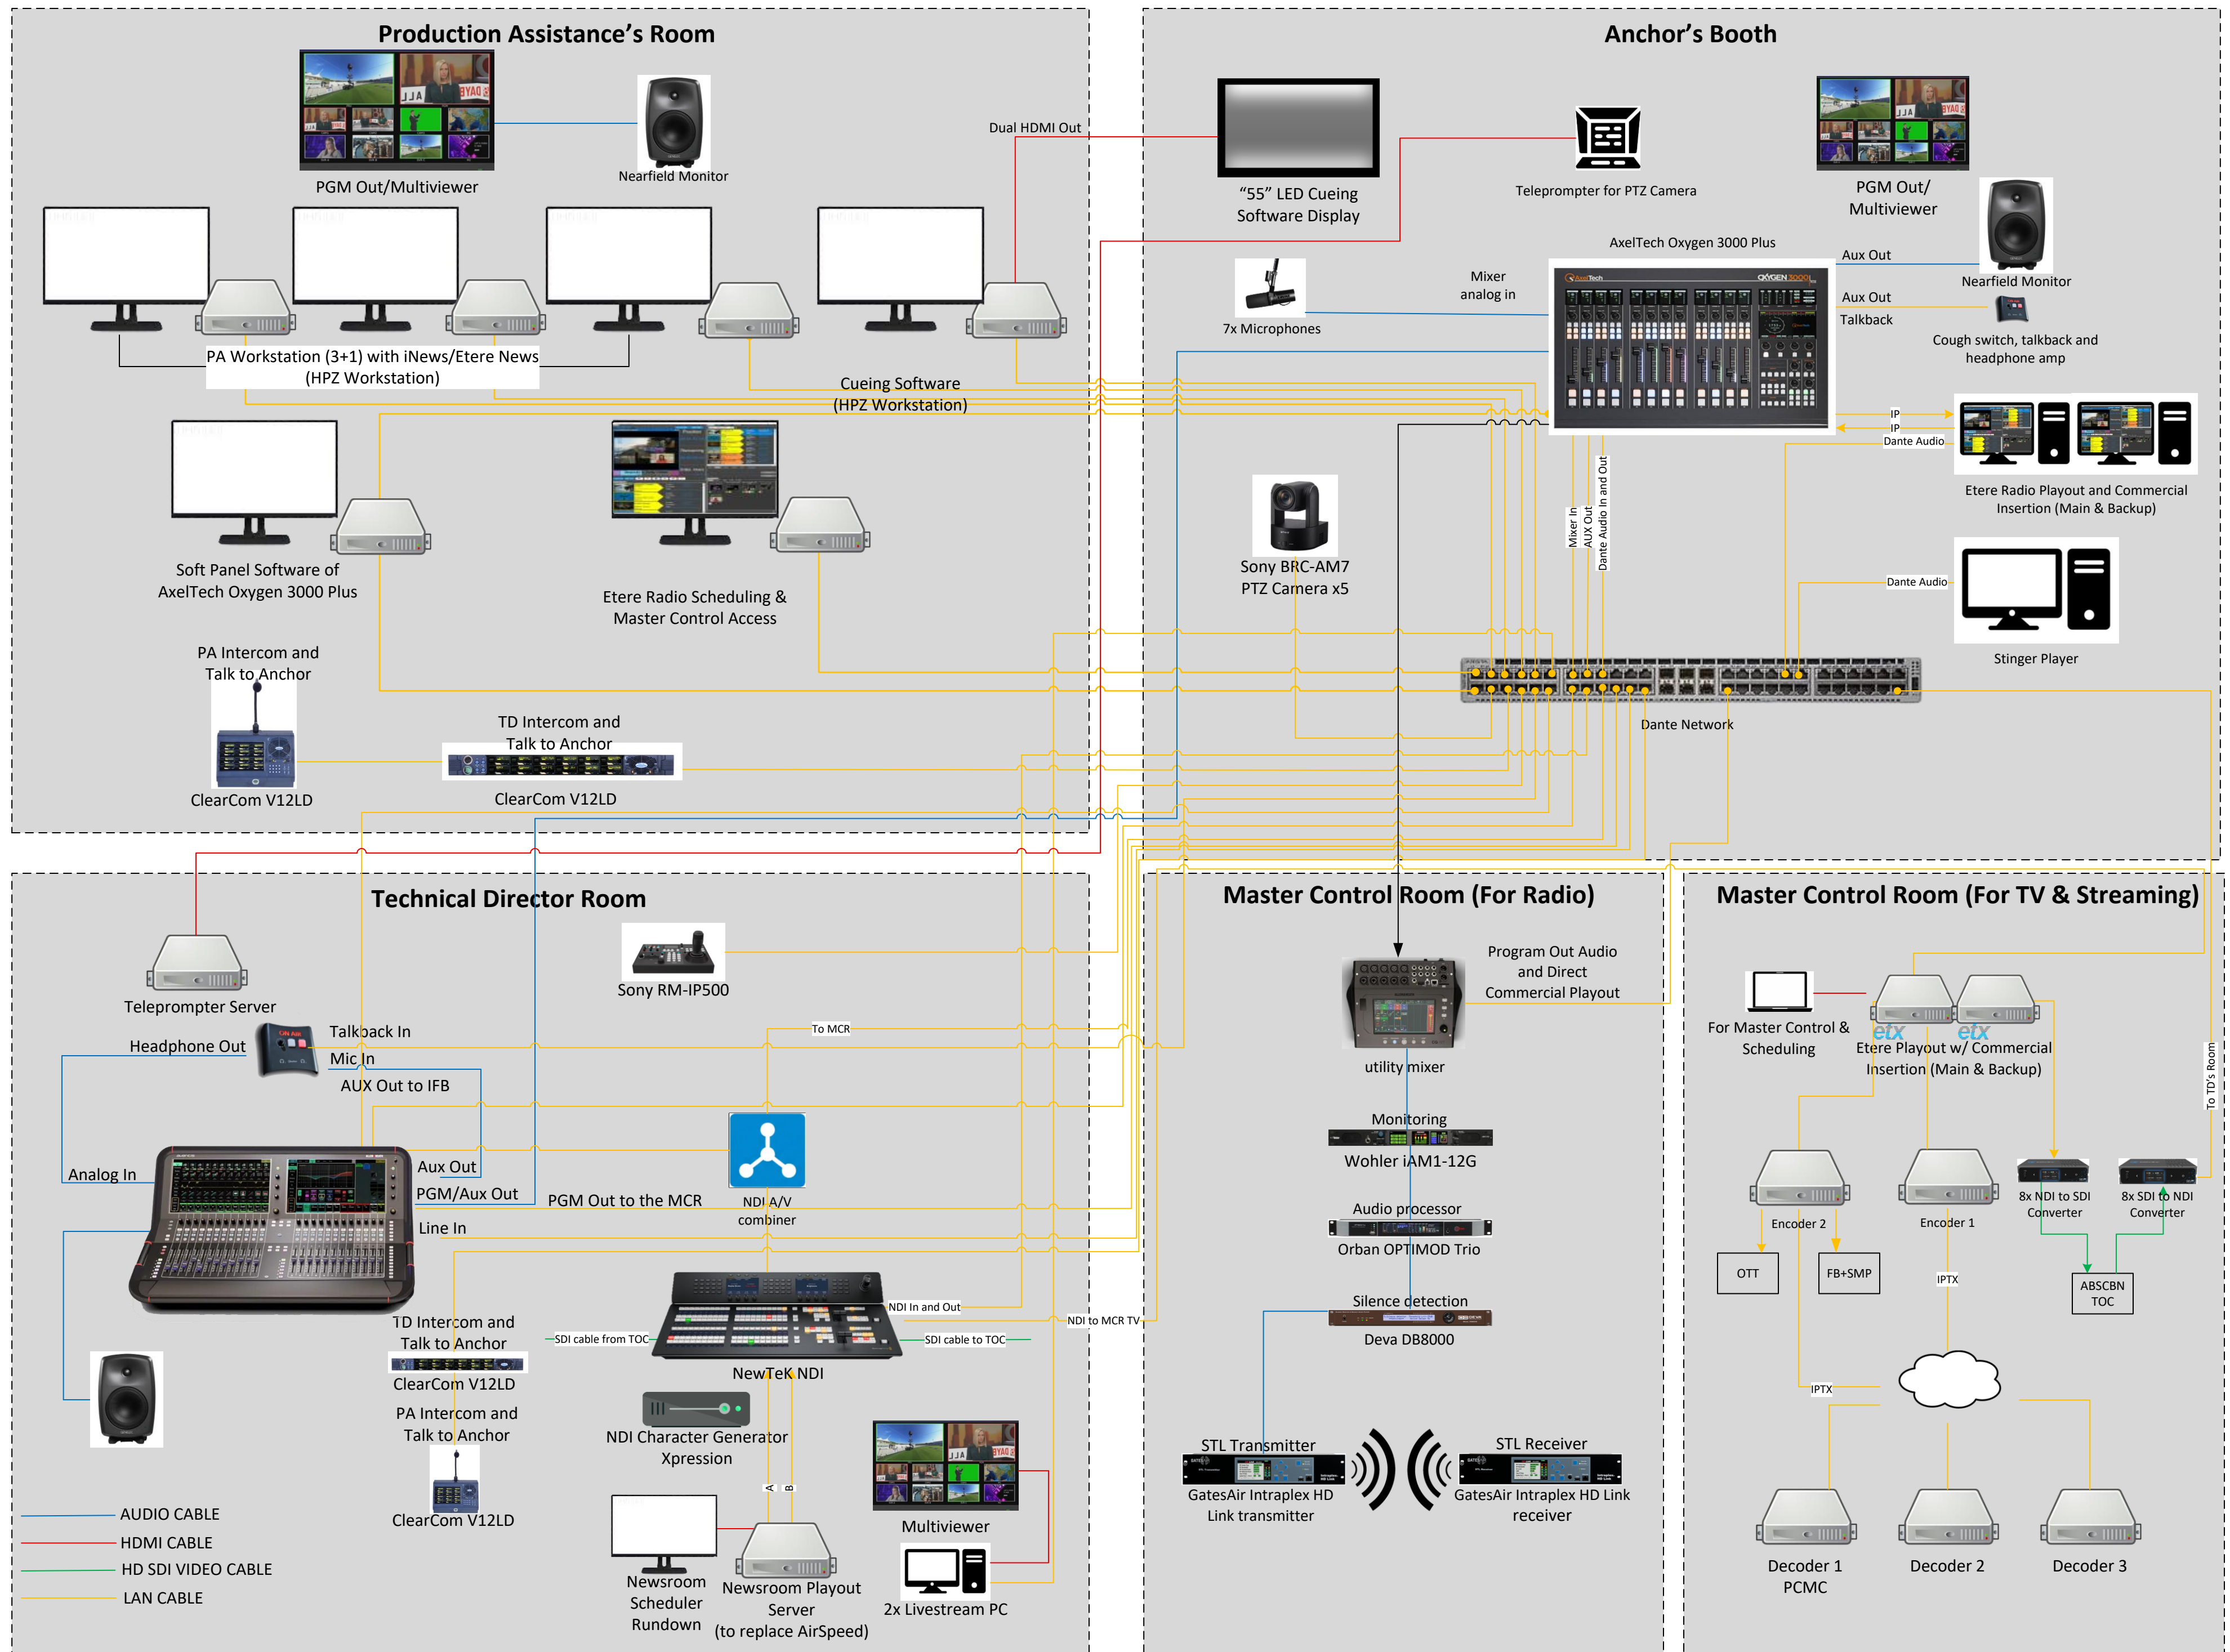 Production Assistance's Room
PGM Out/Multiviewer
Nearfield Monitor
Dual HDMI Out
PA Workstation (3+1) with iNews/Etere News
(HPZ Workstation)
Cueing Software
(HPZ Workstation)
Soft Panel Software of
AxelTech Oxygen 3000 Plus
Etere Radio Scheduling &
Master Control Access
PA Intercom and
Talk to Anchor
ClearCom V12LD
TD Intercom and
Talk to Anchor
ClearCom V12LD
Anchor's Booth
"55" LED Cueing
Software Display
Teleprompter for PTZ Camera
PGM Out/
Multiviewer
AxelTech Oxygen 3000 Plus
AxelTech
OXYGEN 3000
Mixer
analog in
7x Microphones
Aux Out
Nearfield Monitor
Aux Out
Talkback
Cough switch, talkback and
headphone amp
IP
IP
Dante Audio
Etere Radio Playout and Commercial
Insertion (Main & Backup)
Mixer In
AUX Out
Dante Audio In and Out
Sony BRC-AM7
PTZ Camera x5
Dante Audio
Stinger Player
Dante Network
Technical Director Room
Teleprompter Server
Sony RM-IP500
ON AIR
Talkback In
Headphone Out
Mic In
AUX Out to IFB
To MCR
Analog In
Aux Out
PGM/Aux Out
PGM Out to the MCR
Line In
NDI A/V
combiner
NDI In and Out
NDI to MCR TV
SDI cable from TOC
SDI cable to TOC
NewTeK NDI
TD Intercom and
Talk to Anchor
ClearCom V12LD
PA Intercom and
Talk to Anchor
ClearCom V12LD
NDI Character Generator
Xpression
A
B
Multiviewer
Newsroom
Scheduler
Rundown
Newsroom Playout
Server
(to replace AirSpeed)
2x Livestream PC
AUDIO CABLE
HDMI CABLE
HD SDI VIDEO CABLE
LAN CABLE
Master Control Room (For Radio)
Program Out Audio
and Direct
Commercial Playout
utility mixer
Monitoring
Wohler iAM1-12G
Audio processor
Orban OPTIMOD Trio
Silence detection
Deva DB8000
STL Transmitter
GatesAir Intraplex HD
Link transmitter
STL Receiver
GatesAir Intraplex HD Link
receiver
Master Control Room (For TV & Streaming)
For Master Control &
Scheduling
etx
etx
Etere Playout w/ Commercial
Insertion (Main & Backup)
To TD's Room
Encoder 2
Encoder 1
8x NDI to SDI
Converter
8x SDI to NDI
Converter
OTT
FB+SMP
IPTX
ABSCBN
TOC
IPTX
Decoder 1
PCMC
Decoder 2
Decoder 3